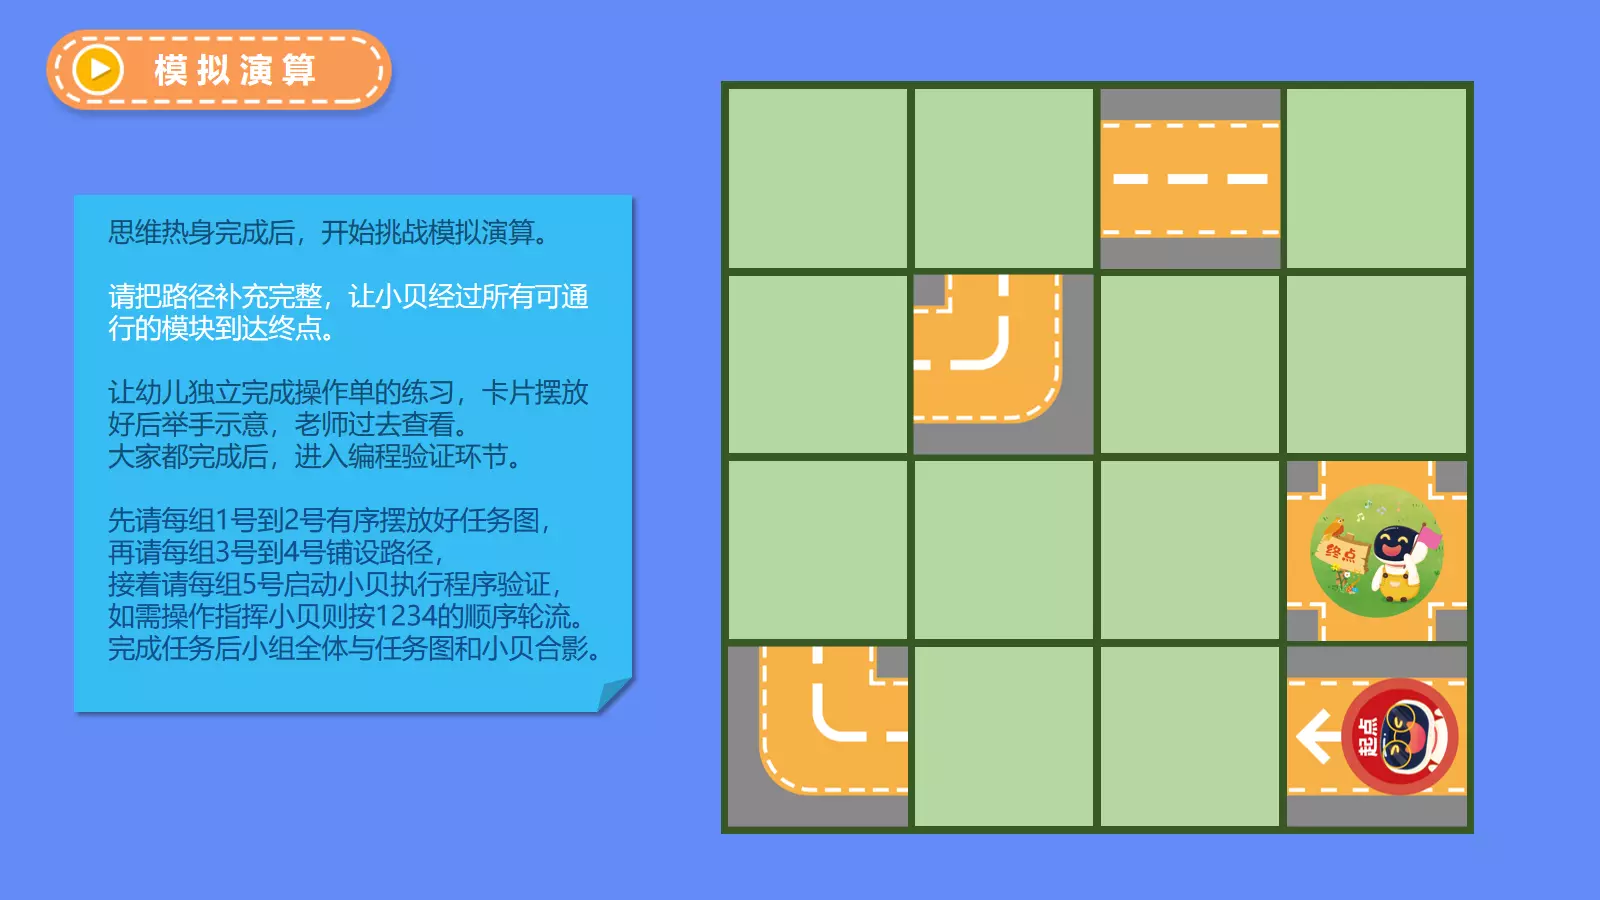 模拟演算
思维热身完成后，开始挑战模拟演算。
请把路径补充完整，让小贝经过所有可通
行的模块到达终点。
让幼儿独立完成操作单的练习，卡片摆放
好后举手示意，老师过去查看。
大家都完成后，进入编程验证环节。
先请每组1号到2号有序摆放好任务图，
再请每组3号到4号铺设路径，
接着请每组5号启动小贝执行程序验证，
如需操作指挥小贝则按1234的顺序轮流。
完成任务后小组全体与任务图和小贝合影。
终点
起点